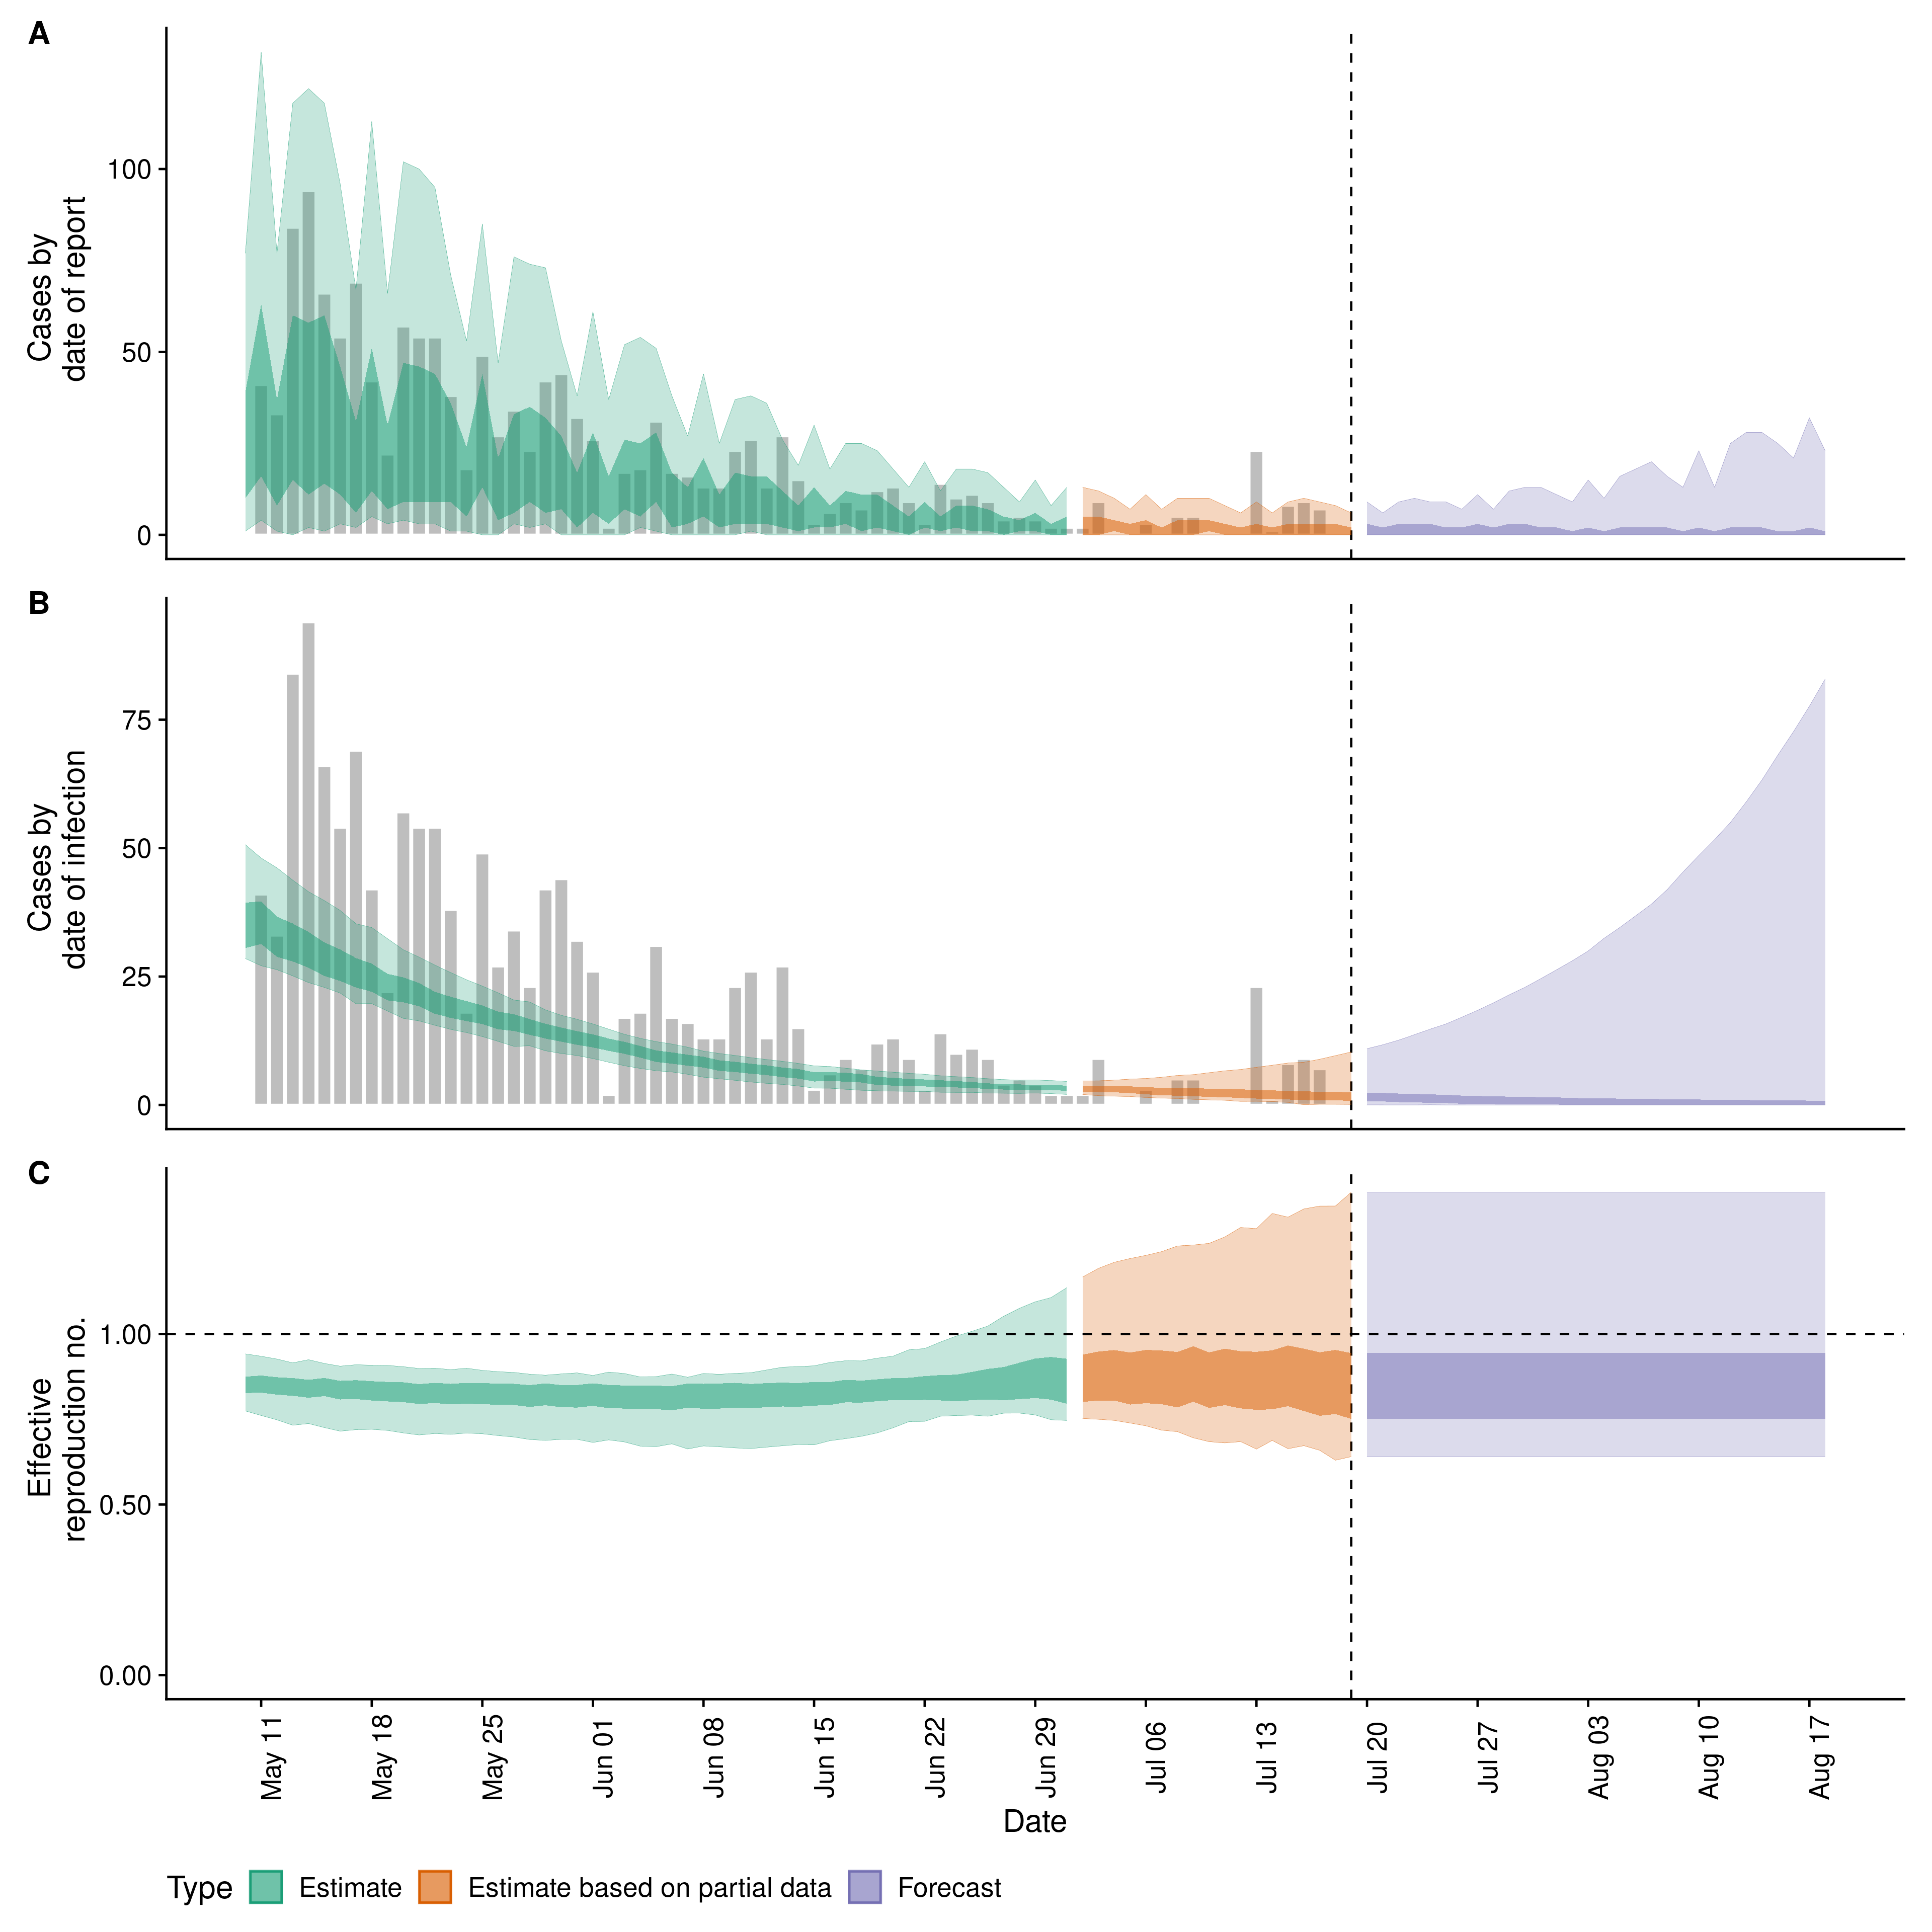 A
Cases by
date of report
100
50
0
B
Cases by
date of infection
75
50
25
0
C
Effective
reproduction no.
1.00
0.50
0.00
May 11
May 18
May 25
Jun 01
Jun 08
Jun 15
Jun 22
Jun 29
Jul 06
Jul 13
Jul 20
Jul 27
Aug 03
Aug 10
Aug 17
Date
Type Estimate Estimate based on partial data Forecast